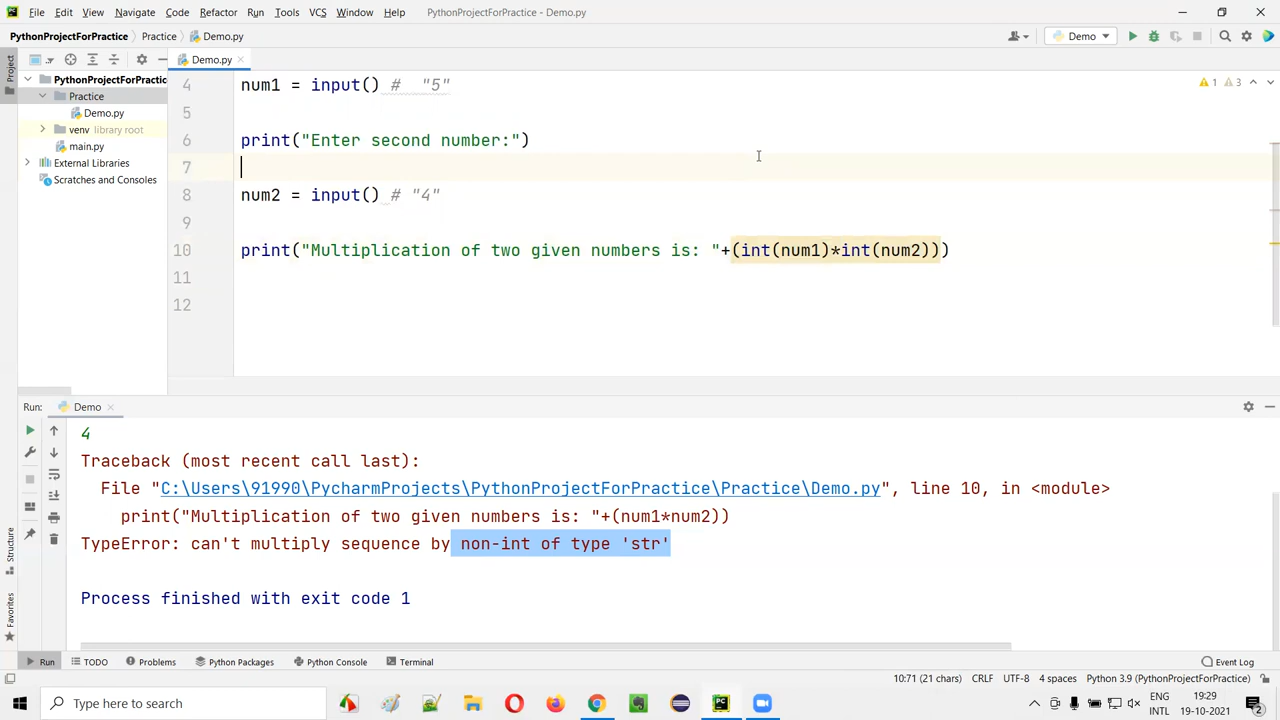 File Edit View Navigate Code Refactor Run Tools VCS Window Help PythonProjectForPractice - Demo.py
PythonProjectForPractice Practice Demo.py Demo
Project
Demo.py
PythonProjectForPractic
Practice
Demo.py
venv library root
main.py
External Libraries
Scratches and Consoles
1 3
4 num1 = input() # "5"
5
6 print("Enter second number:")
7
8 num2 = input() # "4"
9
10 print("Multiplication of two given numbers is: "+(int(num1)*int(num2)))
11
12
Run: Demo
4
Traceback (most recent call last):
File "C:\Users\91990\PycharmProjects\PythonProjectForPractice\Practice\Demo.py", line 10, in <module>
print("Multiplication of two given numbers is: "+(num1*num2))
TypeError: can't multiply sequence by non-int of type 'str'
Process finished with exit code 1
Structure
Favorites
Run TODO Problems Python Packages Python Console Terminal Event Log
10:71 (21 chars) CRLF UTF-8 4 spaces Python 3.9 (PythonProjectForPractice)
Type here to search
ENG
INTL
19:29
19-10-2021
2